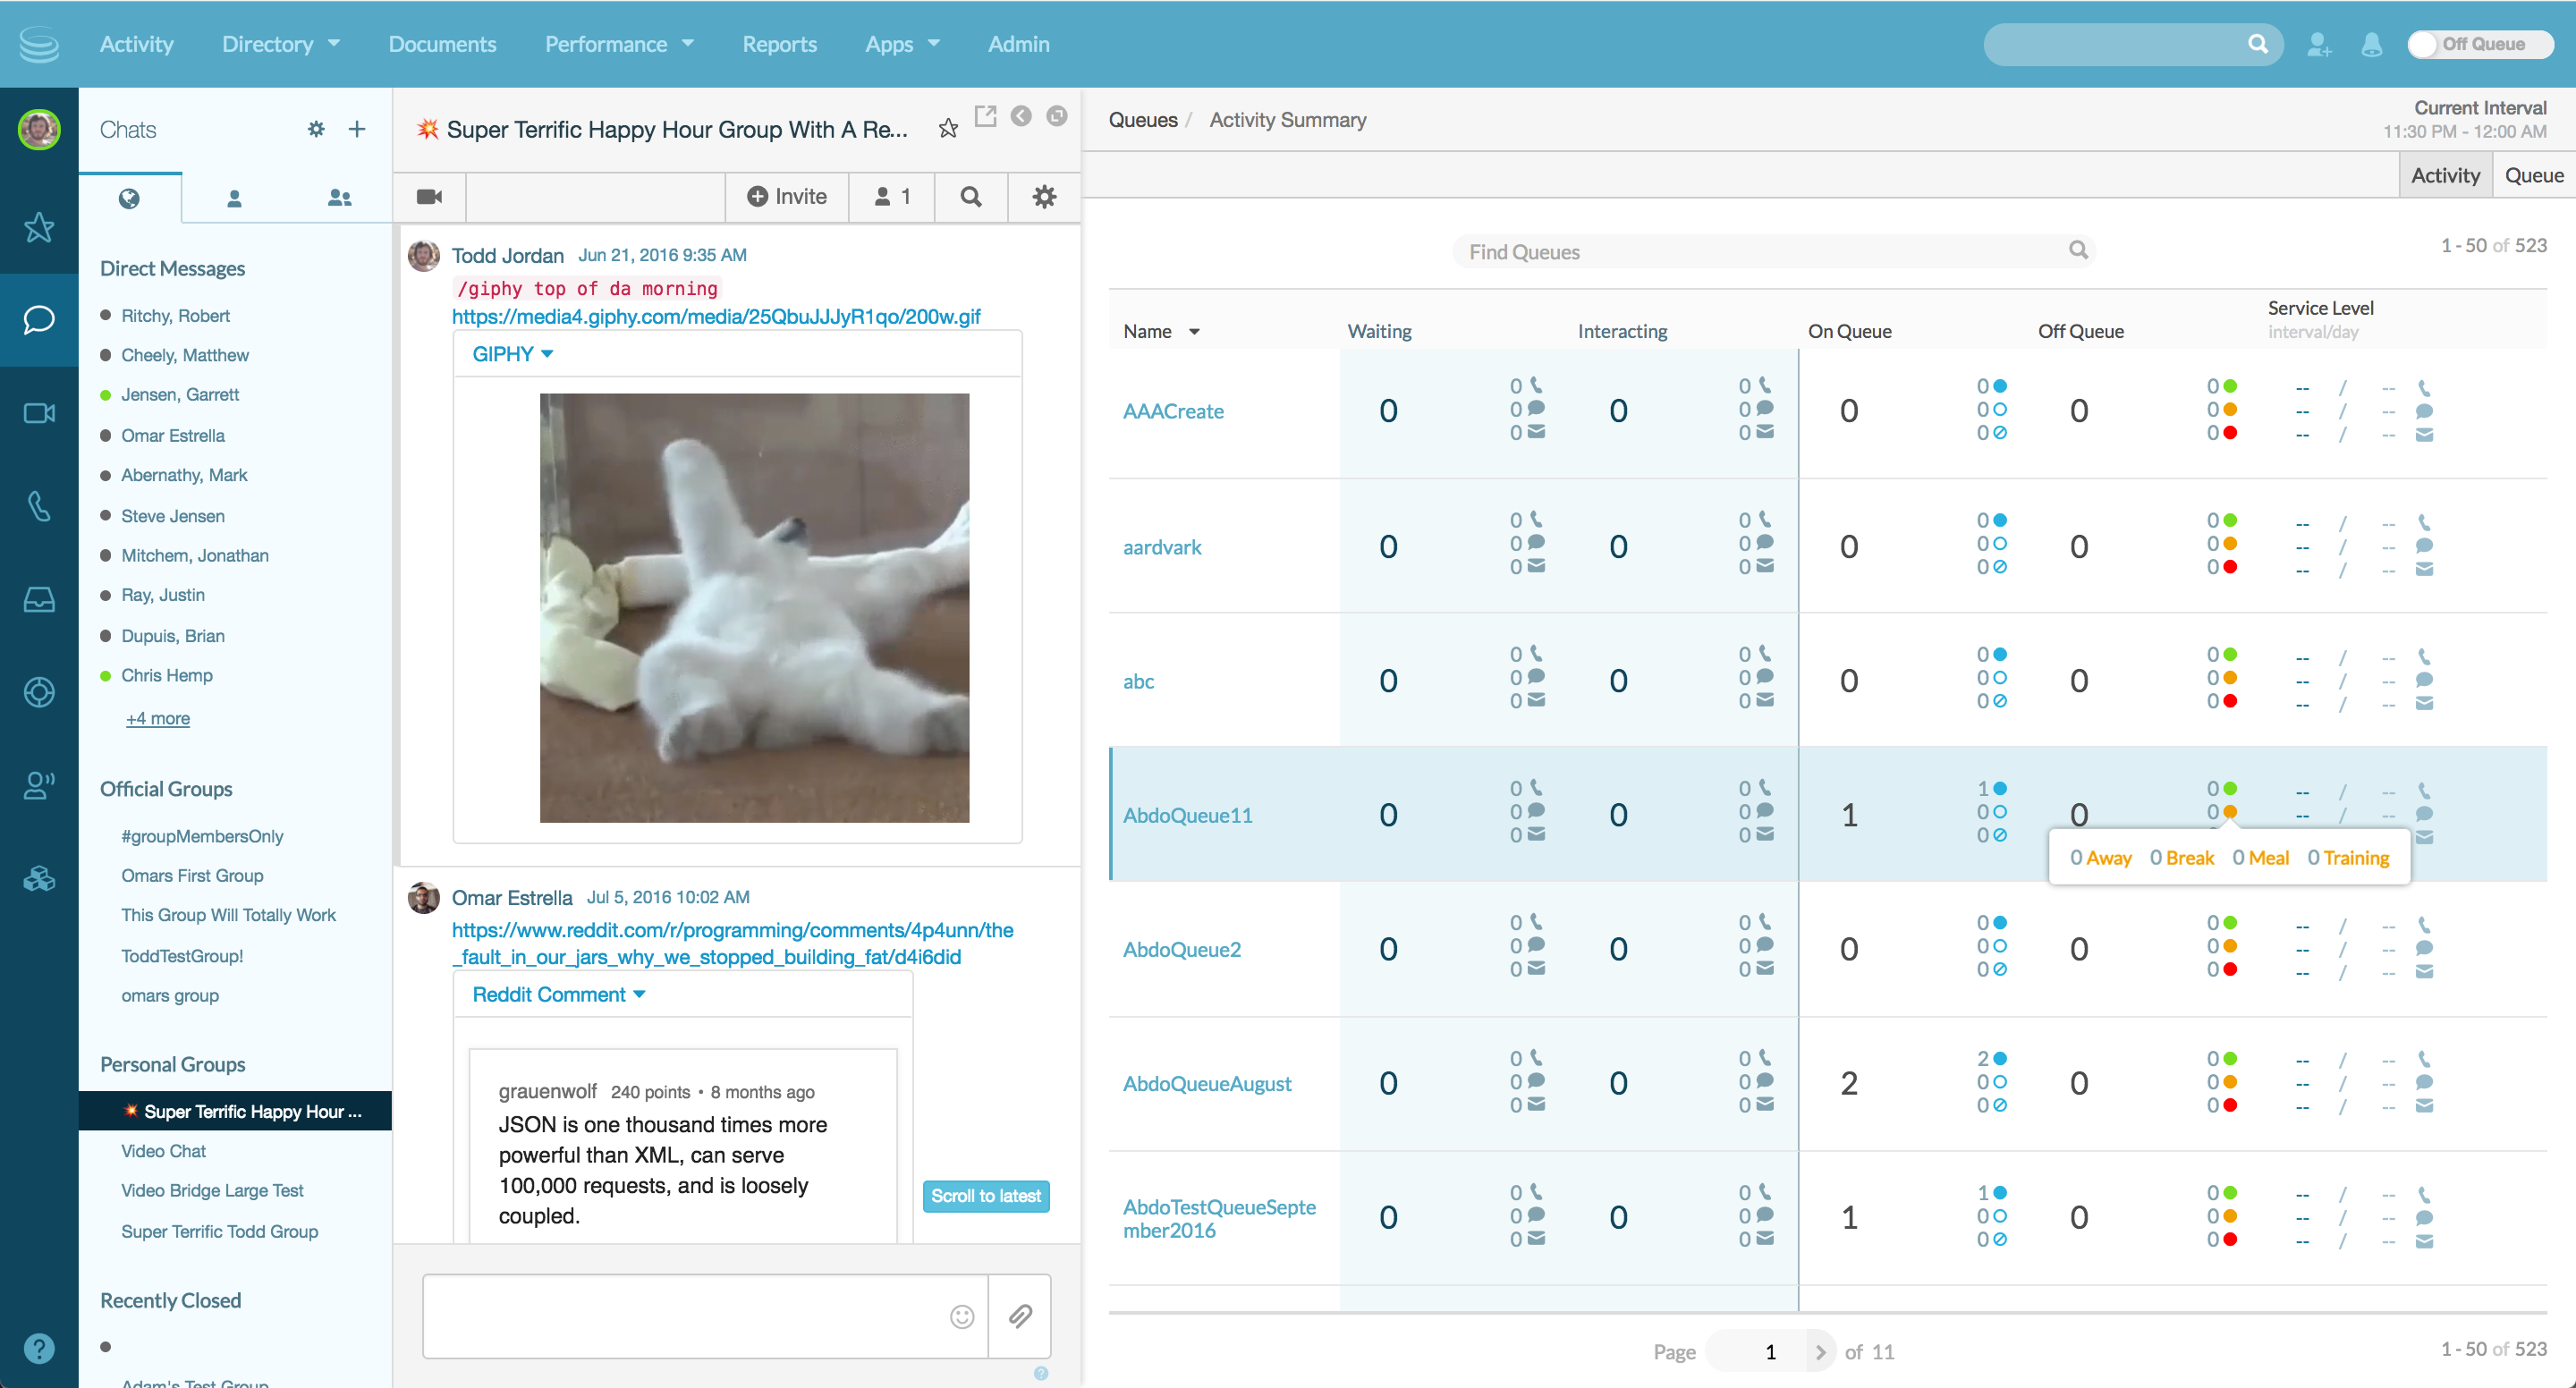 Activity Directory Documents Performance Reports Apps Admin
Off Queue
Chats
Direct Messages
Ritchy, Robert
Cheely, Matthew
Jensen, Garrett
Omar Estrella
Abernathy, Mark
Steve Jensen
Mitchem, Jonathan
Ray, Justin
Dupuis, Brian
Chris Hemp
+4 more
Official Groups
#groupMembersOnly
Omars First Group
This Group Will Totally Work
ToddTestGroup!
omars group
Personal Groups
💥 Super Terrific Happy Hour ...
Video Chat
Video Bridge Large Test
Super Terrific Todd Group
Recently Closed
Adam's Test Group
💥 Super Terrific Happy Hour Group With A Re...
Invite 1
Todd Jordan Jun 21, 2016 9:35 AM
/giphy top of da morning
https://media4.giphy.com/media/25QbuJJJyR1qo/200w.gif
GIPHY
Omar Estrella Jul 5, 2016 10:02 AM
https://www.reddit.com/r/programming/comments/4p4unn/the
_fault_in_our_jars_why_we_stopped_building_fat/d4i6did
Reddit Comment
grauenwolf 240 points • 8 months ago
JSON is one thousand times more
powerful than XML, can serve
100,000 requests, and is loosely
coupled.
Scroll to latest
Queues / Activity Summary
Current Interval
11:30 PM - 12:00 AM
Activity Queue
Find Queues
1 - 50 of 523
Name Waiting Interacting On Queue Off Queue Service Level
interval/day
0 0 0 0 -- / --
AAACreate 0 0 0 0 0 0 0 0 -- / --
0 0 0 0 -- / --
0 0 0 0 -- / --
aardvark 0 0 0 0 0 0 0 0 -- / --
0 0 0 0 -- / --
0 0 0 0 -- / --
abc 0 0 0 0 0 0 0 0 -- / --
0 0 0 0 -- / --
0 0 1 0 -- / --
AbdoQueue11 0 0 0 0 1 0 0 0 -- / --
0 0 0
0 Away 0 Break 0 Meal 0 Training
0 0 0 0 -- / --
AbdoQueue2 0 0 0 0 0 0 0 0 -- / --
0 0 0 0 -- / --
0 0 2 0 -- / --
AbdoQueueAugust 0 0 0 0 2 0 0 0 -- / --
0 0 0 0 -- / --
0 0 1 0 -- / --
AbdoTestQueueSepte
mber2016 0 0 0 0 1 0 0 0 -- / --
0 0 0 0 -- / --
Page 1 of 11
1 - 50 of 523